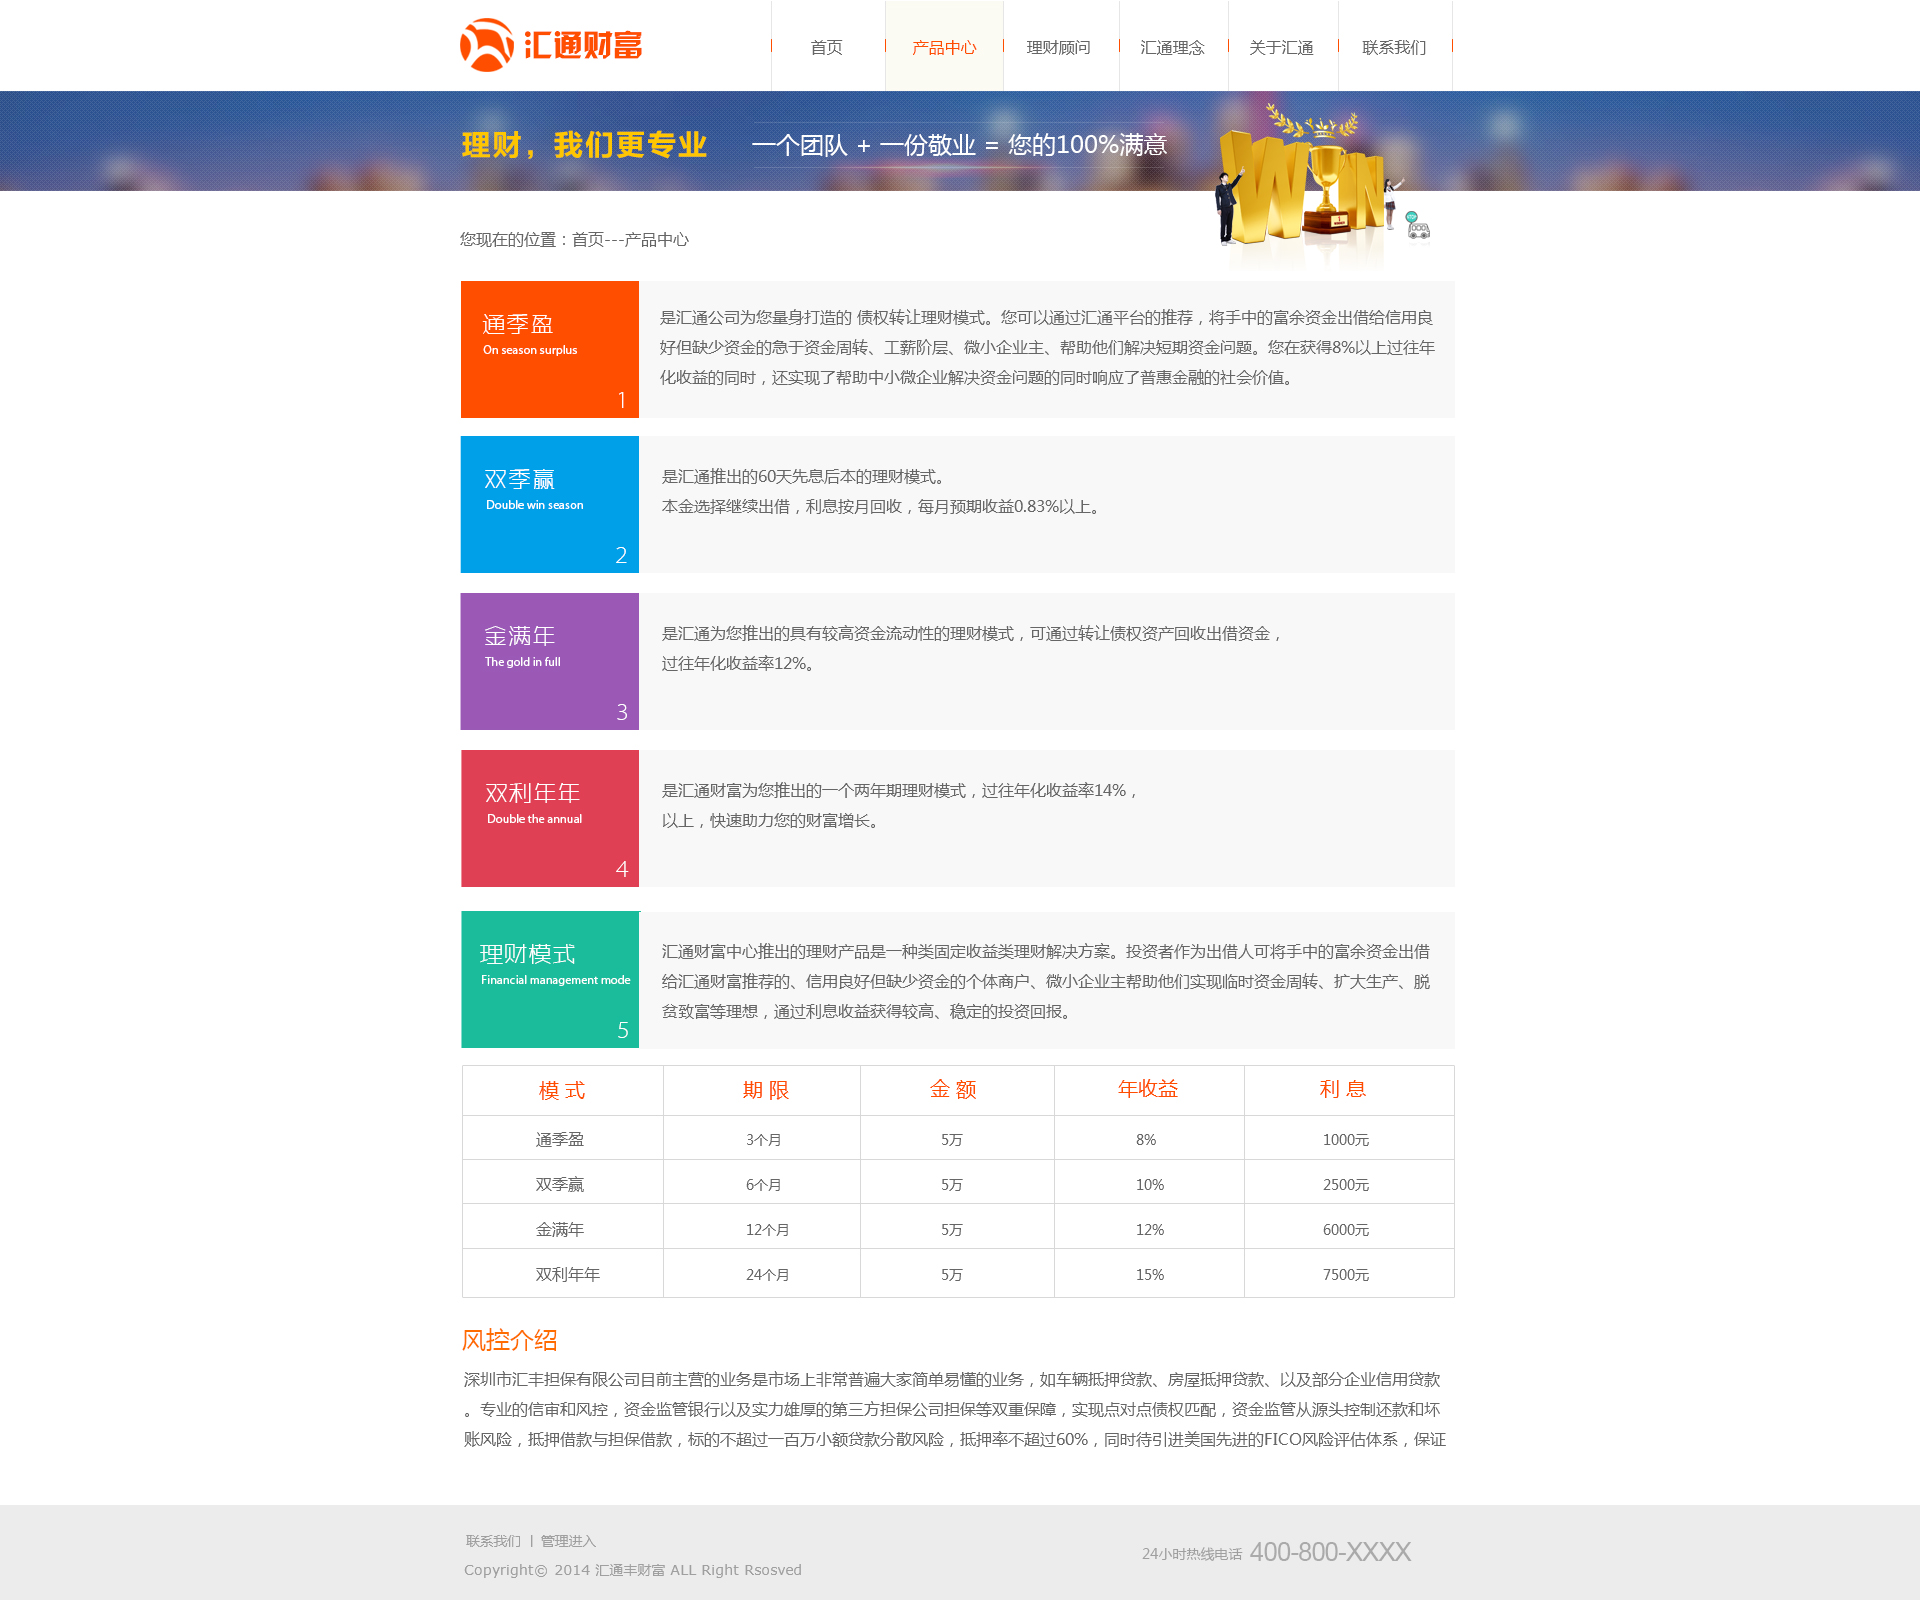 汇通财富
首页 产品中心 理财顾问 汇通理念 关于汇通 联系我们
理财，我们更专业 一个团队 + 一份敬业 = 您的100%满意
WIN
您现在的位置：首页---产品中心
通季盈
On season surplus
1
是汇通公司为您量身打造的 债权转让理财模式。您可以通过汇通平台的推荐，将手中的富余资金出借给信用良
好但缺少资金的急于资金周转、工薪阶层、微小企业主、帮助他们解决短期资金问题。您在获得8%以上过往年
化收益的同时，还实现了帮助中小微企业解决资金问题的同时响应了普惠金融的社会价值。
双季赢
Double win season
2
是汇通推出的60天先息后本的理财模式。
本金选择继续出借，利息按月回收，每月预期收益0.83%以上。
金满年
The gold in full
3
是汇通为您推出的具有较高资金流动性的理财模式，可通过转让债权资产回收出借资金，
过往年化收益率12%。
双利年年
Double the annual
4
是汇通财富为您推出的一个两年期理财模式，过往年化收益率14%，
以上，快速助力您的财富增长。
理财模式
Financial management mode
5
汇通财富中心推出的理财产品是一种类固定收益类理财解决方案。投资者作为出借人可将手中的富余资金出借
给汇通财富推荐的、信用良好但缺少资金的个体商户、微小企业主帮助他们实现临时资金周转、扩大生产、脱
贫致富等理想，通过利息收益获得较高、稳定的投资回报。
模 式 期 限 金 额 年收益 利 息
通季盈 3个月 5万 8% 1000元
双季赢 6个月 5万 10% 2500元
金满年 12个月 5万 12% 6000元
双利年年 24个月 5万 15% 7500元
风控介绍
深圳市汇丰担保有限公司目前主营的业务是市场上非常普遍大家简单易懂的业务，如车辆抵押贷款、房屋抵押贷款、以及部分企业信用贷款
。专业的信审和风控，资金监管银行以及实力雄厚的第三方担保公司担保等双重保障，实现点对点债权匹配，资金监管从源头控制还款和坏
账风险，抵押借款与担保借款，标的不超过一百万小额贷款分散风险，抵押率不超过60%，同时待引进美国先进的FICO风险评估体系，保证
联系我们 | 管理进入
Copyright© 2014 汇通丰财富 ALL Right Rsosved
24小时热线电话 400-800-XXXX